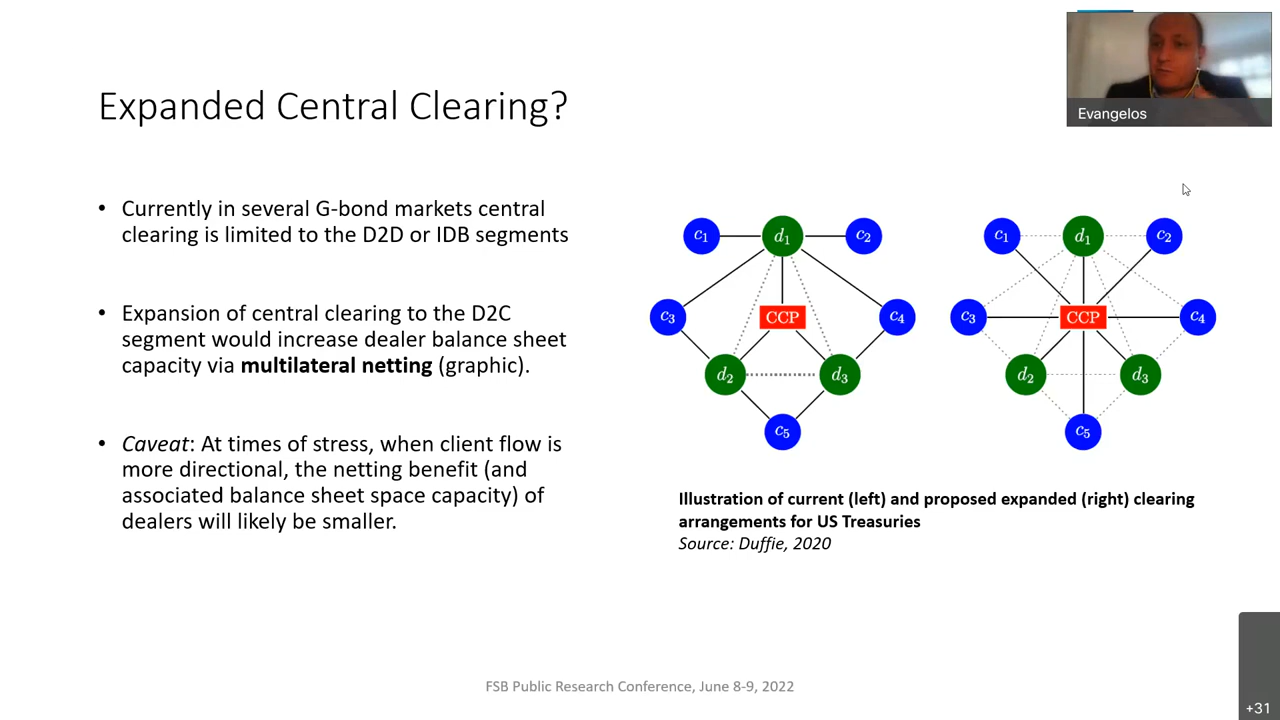 Expanded Central Clearing?
Evangelos
• Currently in several G-bond markets central
clearing is limited to the D2D or IDB segments
• Expansion of central clearing to the D2C
segment would increase dealer balance sheet
capacity via multilateral netting (graphic).
• Caveat: At times of stress, when client flow is
more directional, the netting benefit (and
associated balance sheet space capacity) of
dealers will likely be smaller.
c1 d1 c2
c3 CCP c4
d2 d3
c5
c1 d1 c2
c3 CCP c4
d2 d3
c5
Illustration of current (left) and proposed expanded (right) clearing
arrangements for US Treasuries
Source: Duffie, 2020
FSB Public Research Conference, June 8-9, 2022
+31